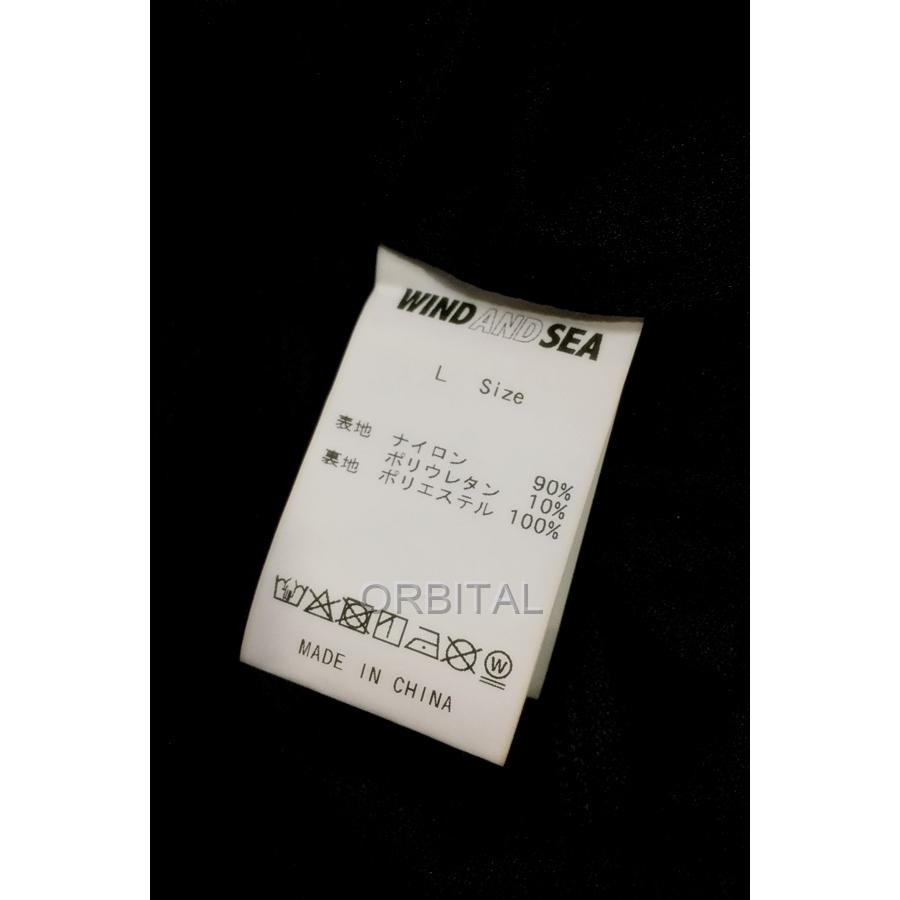 WIND AND SEA
L Size
表地 ナイロン 90%
ポリウレタン 10%
裏地 ポリエステル 100%
ORBITAL
W
MADE IN CHINA